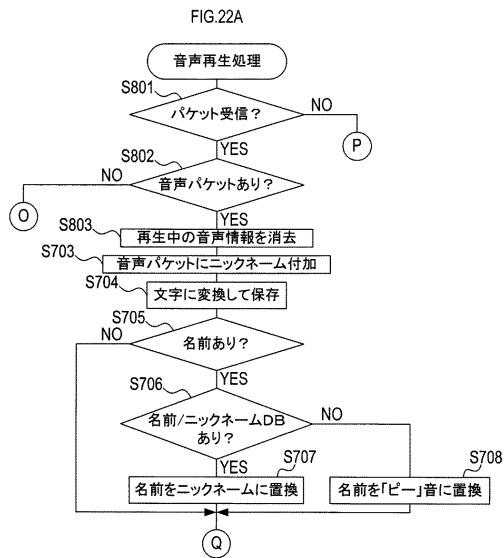 FIG.22A
音声再生処理
S801
パケット受信？
NO
P
YES
S802
音声パケットあり？
NO
O
YES
S803
再生中の音声情報を消去
S703
音声パケットにニックネーム付加
S704
文字に変換して保存
S705
NO
名前あり？
YES
S706
名前/ニックネームDB
あり？
NO
YES
S707
名前をニックネームに置換
S708
名前を「ピー」音に置換
Q